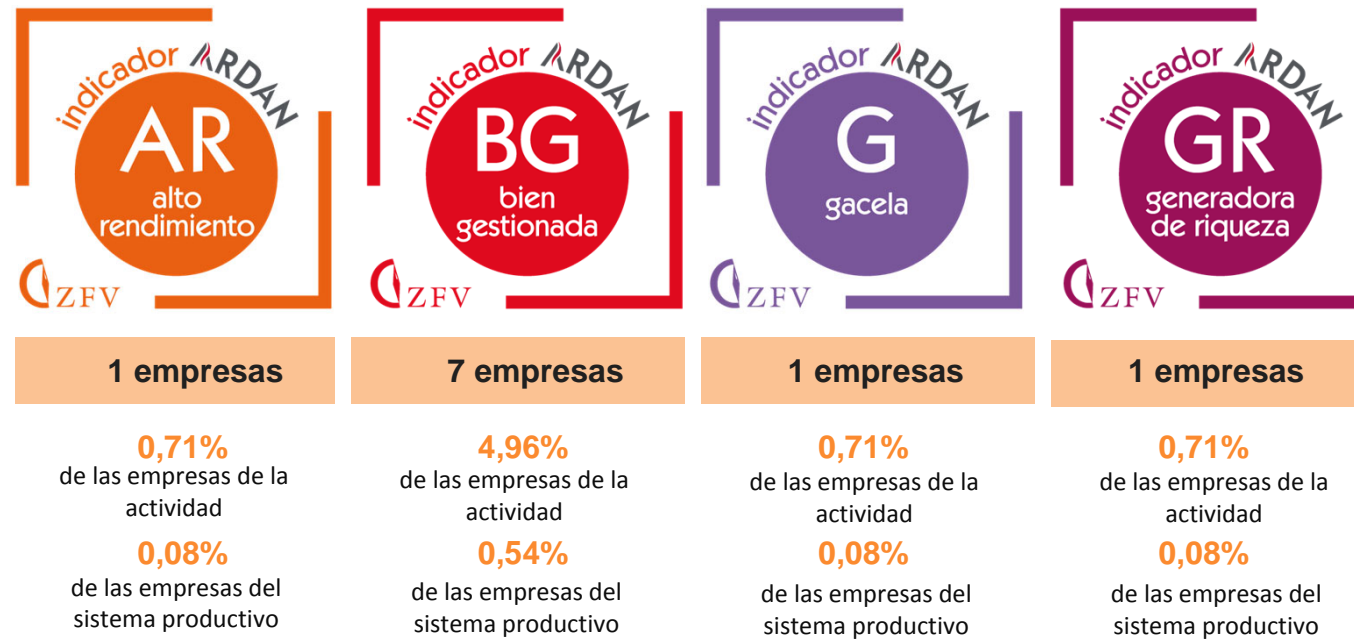 indicador ARDAN
AR
alto
rendimiento
ZFV
indicador ARDAN
BG
bien
gestionada
ZFV
indicador ARDAN
G
gacela
ZFV
indicador ARDAN
GR
generadora
de riqueza
ZFV
1 empresas
7 empresas
1 empresas
1 empresas
0,71%
de las empresas de la
actividad
0,08%
de las empresas del
sistema productivo
4,96%
de las empresas de la
actividad
0,54%
de las empresas del
sistema productivo
0,71%
de las empresas de la
actividad
0,08%
de las empresas del
sistema productivo
0,71%
de las empresas de la
actividad
0,08%
de las empresas del
sistema productivo